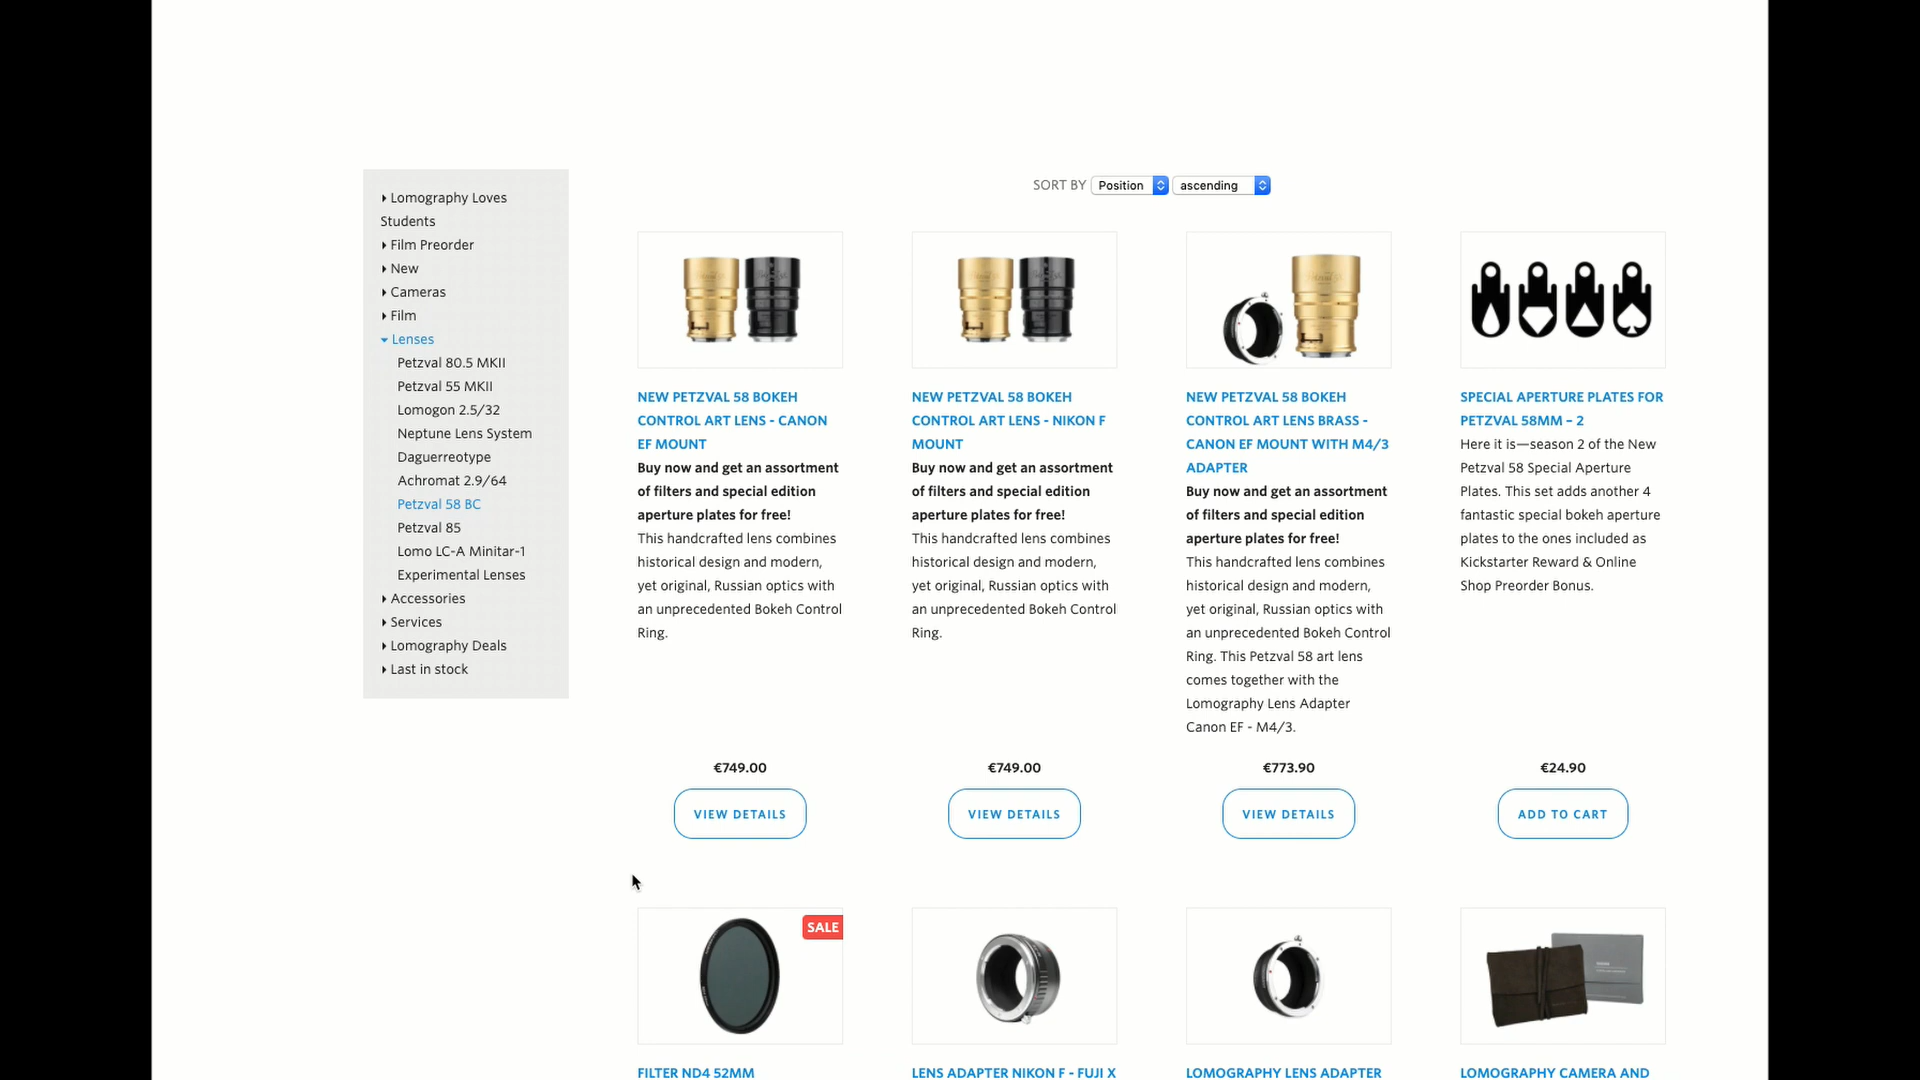 Lomography Loves
Students
Film Preorder
New
Cameras
Film
Lenses
Petzval 80.5 MKII
Petzval 55 MKII
Lomogon 2.5/32
Neptune Lens System
Daguerreotype
Achromat 2.9/64
Petzval 58 BC
Petzval 85
Lomo LC-A Minitar-1
Experimental Lenses
Accessories
Services
Lomography Deals
Last in stock
SORT BY Position ascending
NEW PETZVAL 58 BOKEH
CONTROL ART LENS - CANON
EF MOUNT
Buy now and get an assortment
of filters and special edition
aperture plates for free!
This handcrafted lens combines
historical design and modern,
yet original, Russian optics with
an unprecedented Bokeh Control
Ring.
€749.00
VIEW DETAILS
NEW PETZVAL 58 BOKEH
CONTROL ART LENS - NIKON F
MOUNT
Buy now and get an assortment
of filters and special edition
aperture plates for free!
This handcrafted lens combines
historical design and modern,
yet original, Russian optics with
an unprecedented Bokeh Control
Ring.
€749.00
VIEW DETAILS
NEW PETZVAL 58 BOKEH
CONTROL ART LENS BRASS -
CANON EF MOUNT WITH M4/3
ADAPTER
Buy now and get an assortment
of filters and special edition
aperture plates for free!
This handcrafted lens combines
historical design and modern,
yet original, Russian optics with
an unprecedented Bokeh Control
Ring. This Petzval 58 art lens
comes together with the
Lomography Lens Adapter
Canon EF - M4/3.
€773.90
VIEW DETAILS
SPECIAL APERTURE PLATES FOR
PETZVAL 58MM – 2
Here it is—season 2 of the New
Petzval 58 Special Aperture
Plates. This set adds another 4
fantastic special bokeh aperture
plates to the ones included as
Kickstarter Reward & Online
Shop Preorder Bonus.
€24.90
ADD TO CART
SALE
FILTER ND4 52MM
LENS ADAPTER NIKON F - FUJI X
LOMOGRAPHY LENS ADAPTER
LOMOGRAPHY CAMERA AND